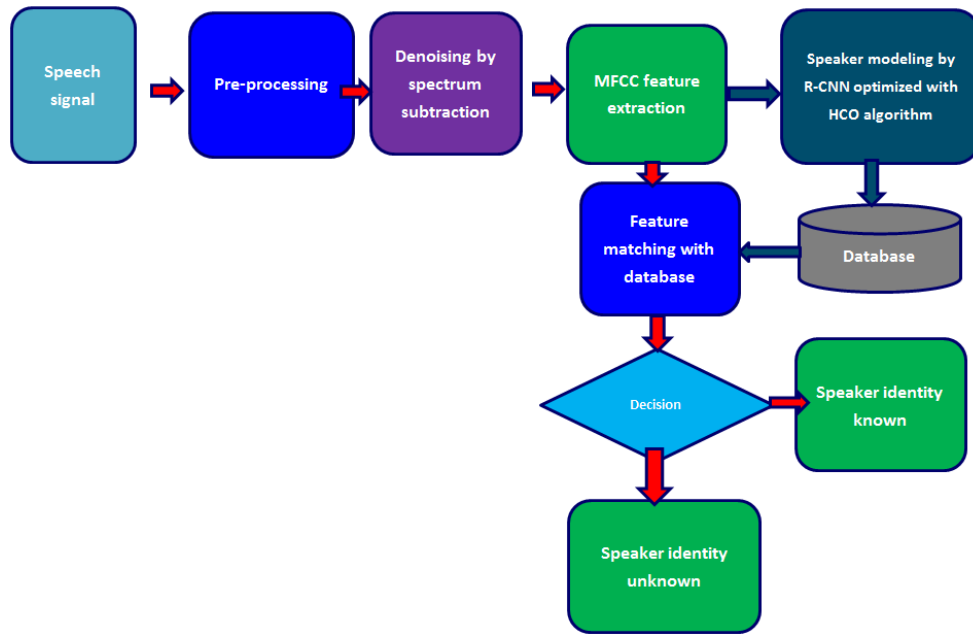 Speech
signal
Pre-processing
Denoising by
spectrum
subtraction
MFCC feature
extraction
Speaker modeling by
R-CNN optimized with
HCO algorithm
Feature
matching with
database
Database
Decision
Speaker identity
known
Speaker identity
unknown